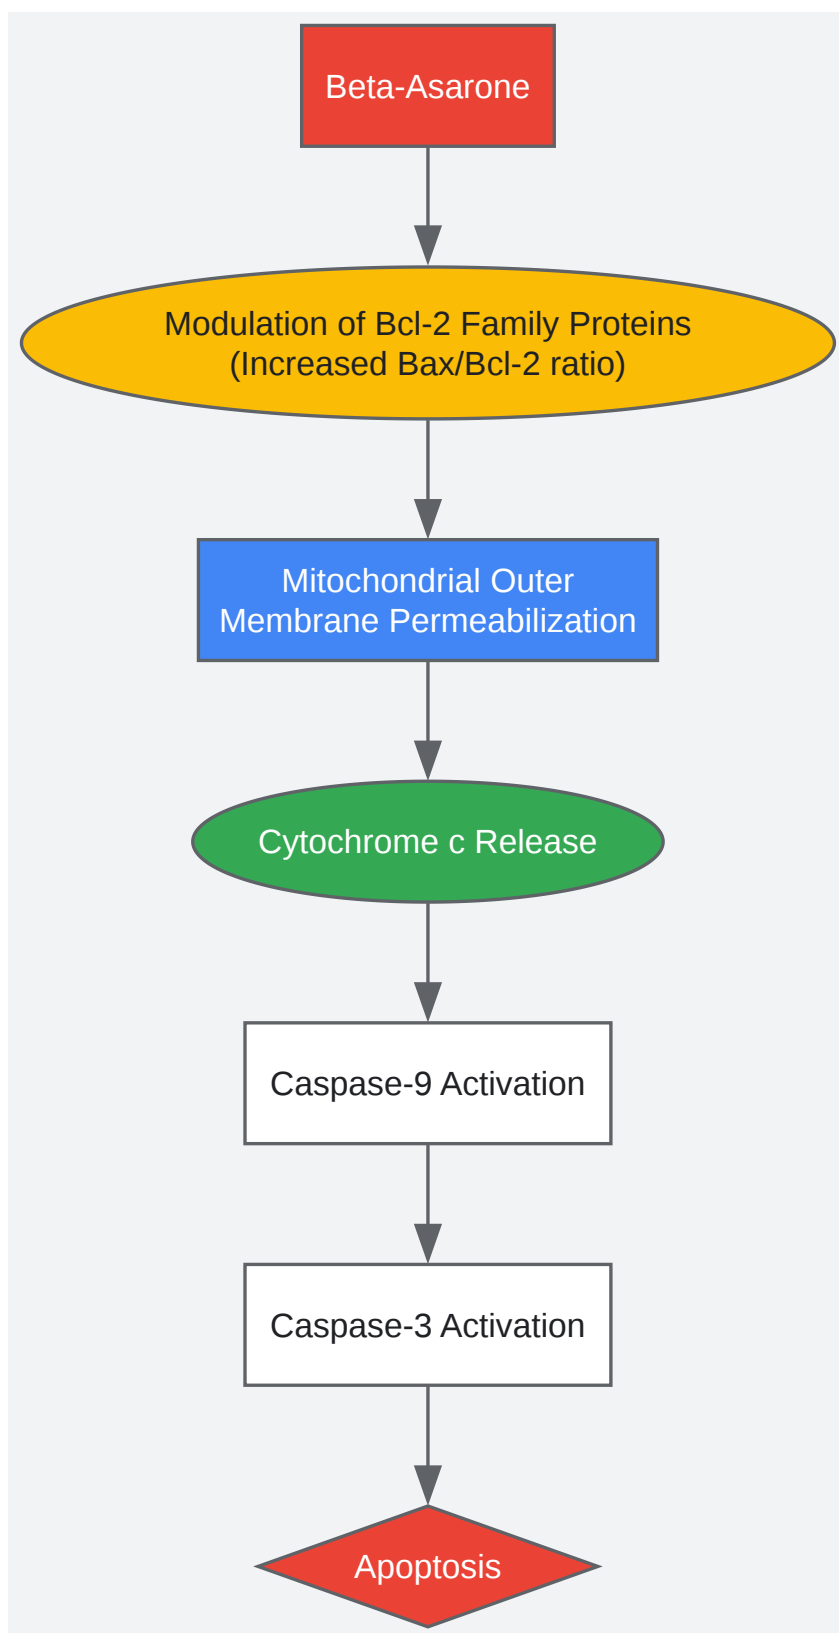 Beta-Asarone
Modulation of Bcl-2 Family Proteins
(Increased Bax/Bcl-2 ratio)
Mitochondrial Outer
Membrane Permeabilization
Cytochrome c Release
Caspase-9 Activation
Caspase-3 Activation
Apoptosis